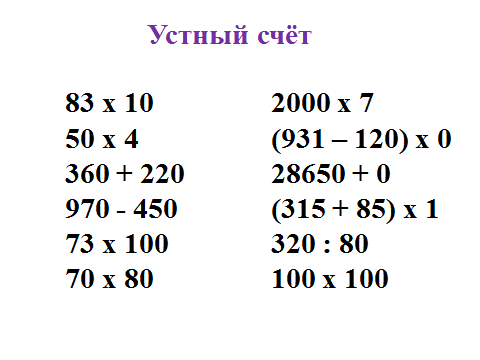 Устный счёт
83 х 10
50 х 4
360 + 220
970 - 450
73 х 100
70 х 80
2000 х 7
(931 – 120) х 0
28650 + 0
(315 + 85) х 1
320 : 80
100 х 100